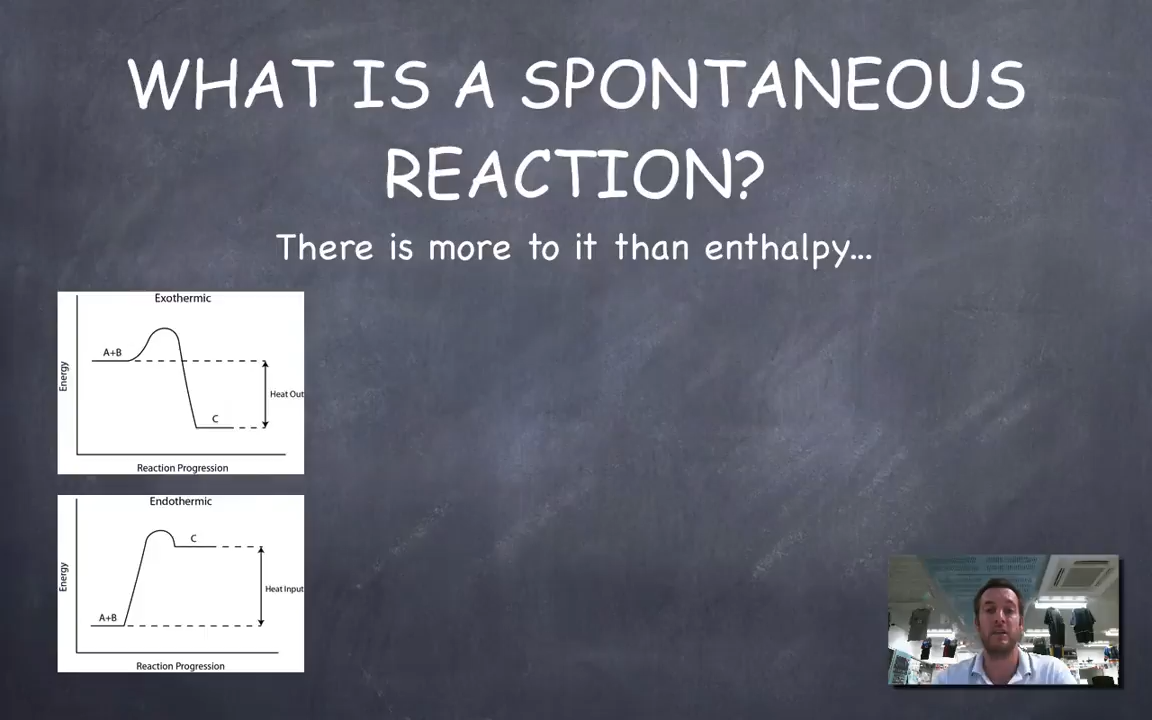 WHAT IS A SPONTANEOUS
REACTION?
There is more to it than enthalpy...
Exothermic
A+B
Energy
Heat Out
C
Reaction Progression
Endothermic
C
Energy
Heat Input
A+B
Reaction Progression